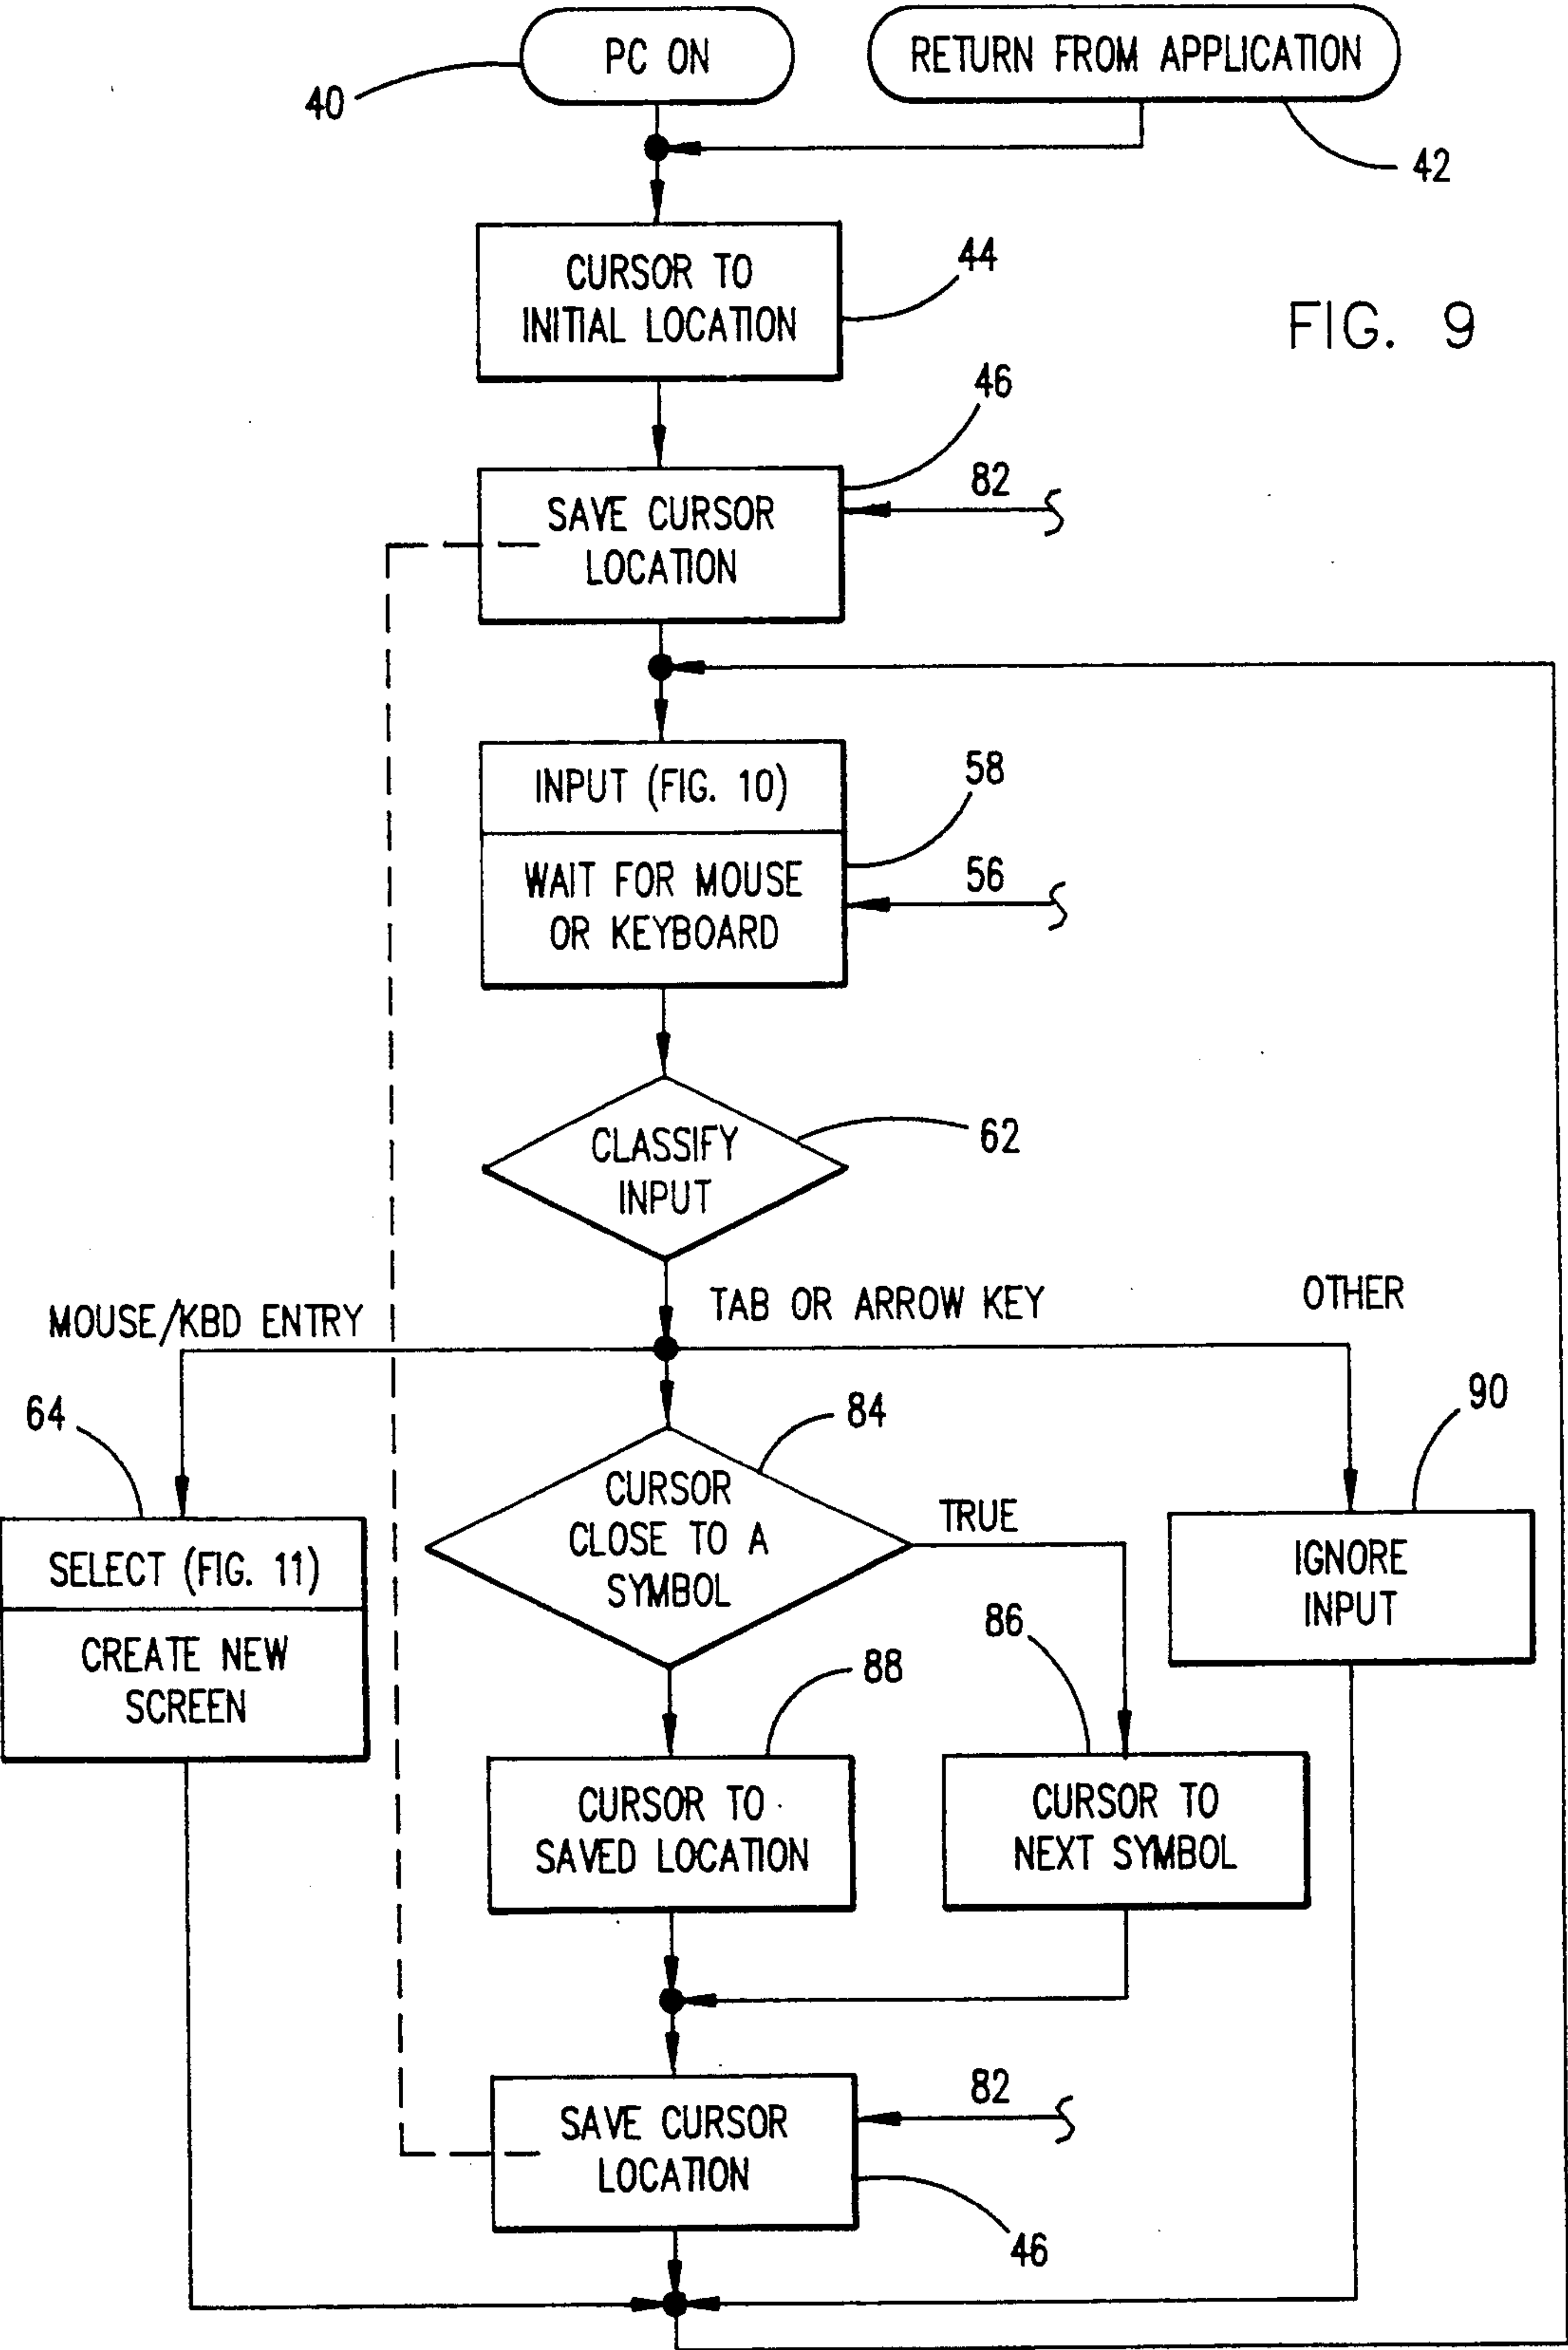 PC ON
RETURN FROM APPLICATION
40
42
CURSOR TO
INITIAL LOCATION
44
FIG. 9
46
SAVE CURSOR
LOCATION
82
INPUT (FIG. 10)
58
WAIT FOR MOUSE
OR KEYBOARD
56
CLASSIFY
INPUT
62
MOUSE/KBD ENTRY
TAB OR ARROW KEY
OTHER
64
84
90
SELECT (FIG. 11)
CREATE NEW
SCREEN
CURSOR
CLOSE TO A
SYMBOL
TRUE
IGNORE
INPUT
86
88
CURSOR TO
SAVED LOCATION
CURSOR TO
NEXT SYMBOL
SAVE CURSOR
LOCATION
82
46